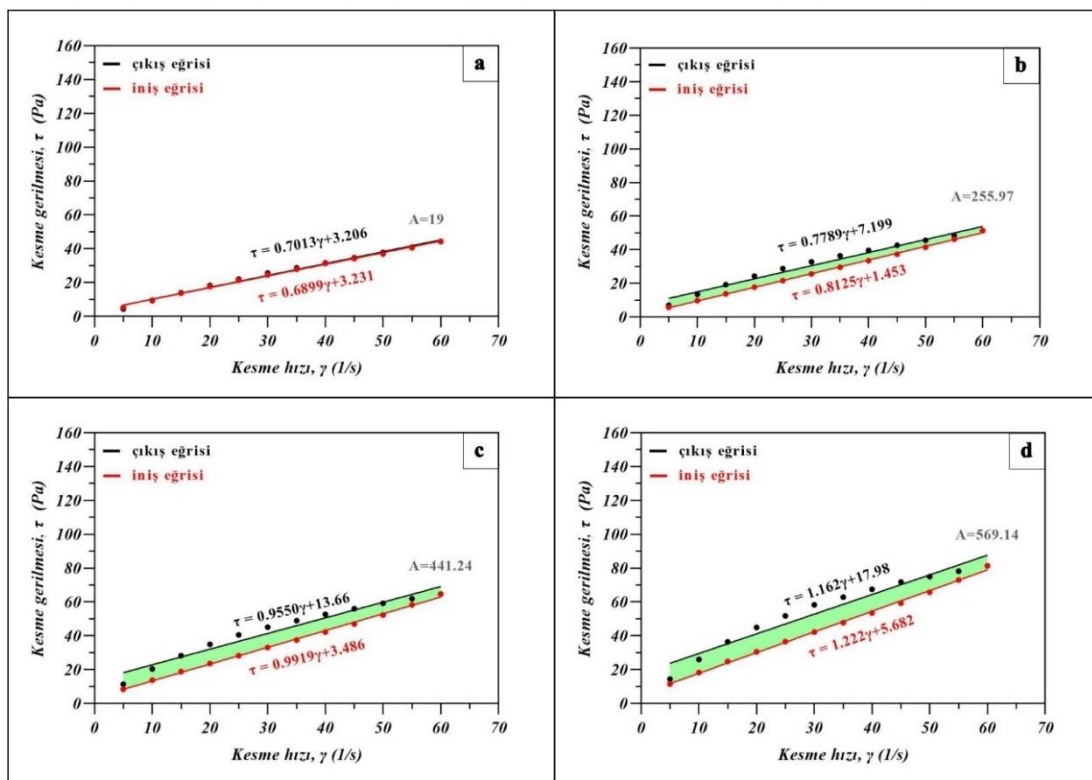 a
çıkış eğrisi
iniş eğrisi
Kesme gerilmesi, τ (Pa)
160
140
120
100
80
60
40
20
0
A=19
τ = 0.7013γ+3.206
τ = 0.6899γ+3.231
0 10 20 30 40 50 60 70
Kesme hızı, γ (1/s)
b
çıkış eğrisi
iniş eğrisi
Kesme gerilmesi, τ (Pa)
160
140
120
100
80
60
40
20
0
A=255.97
τ = 0.7789γ+7.199
τ = 0.8125γ+1.453
0 10 20 30 40 50 60 70
Kesme hızı, γ (1/s)
c
çıkış eğrisi
iniş eğrisi
Kesme gerilmesi, τ (Pa)
160
140
120
100
80
60
40
20
0
A=441.24
τ = 0.9550γ+13.66
τ = 0.9919γ+3.486
0 10 20 30 40 50 60 70
Kesme hızı, γ (1/s)
d
çıkış eğrisi
iniş eğrisi
Kesme gerilmesi, τ (Pa)
160
140
120
100
80
60
40
20
0
A=569.14
τ = 1.162γ+17.98
τ = 1.222γ+5.682
0 10 20 30 40 50 60 70
Kesme hızı, γ (1/s)